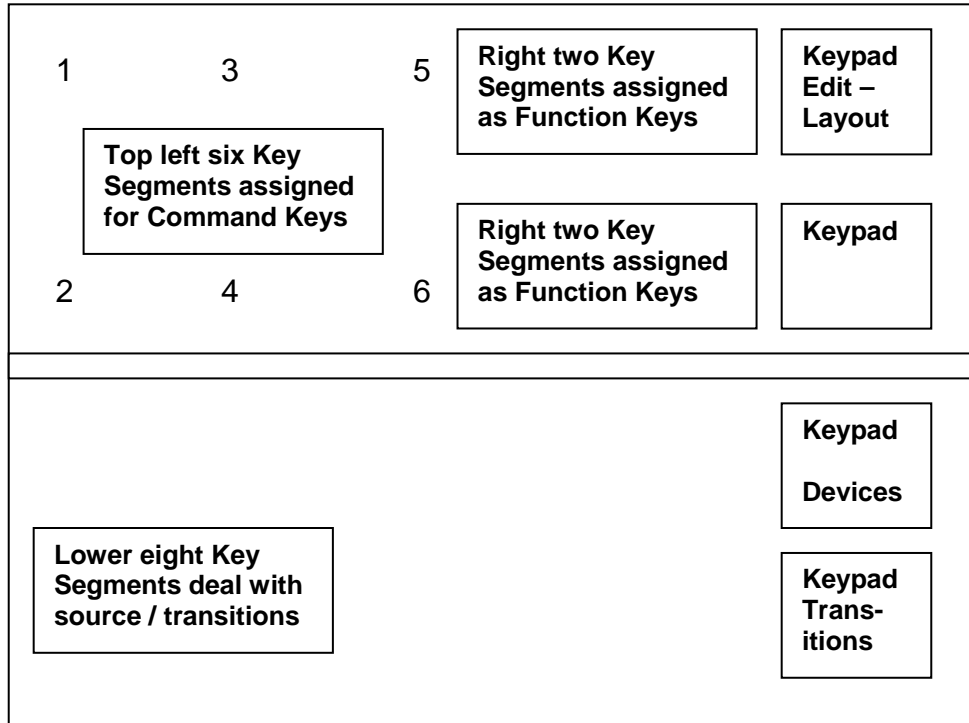 1 3 5
Right two Key
Segments assigned
as Function Keys
Keypad
Edit –
Layout
Top left six Key
Segments assigned
for Command Keys
2 4 6
Right two Key
Segments assigned
as Function Keys
Keypad
Keypad
Devices
Lower eight Key
Segments deal with
source / transitions
Keypad
Trans-
itions